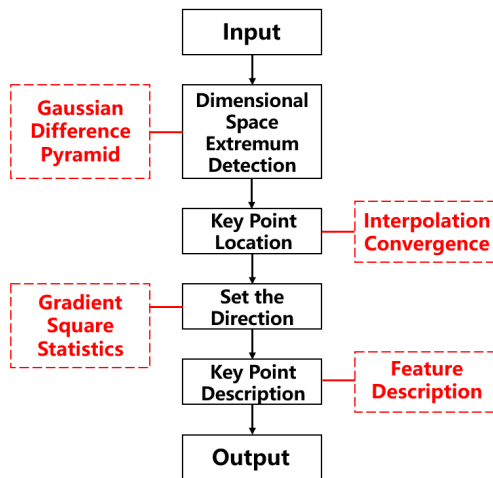 Input
Gaussian
Difference
Pyramid
Dimensional
Space
Extremum
Detection
Key Point
Location
Interpolation
Convergence
Gradient
Square
Statistics
Set the
Direction
Key Point
Description
Feature
Description
Output